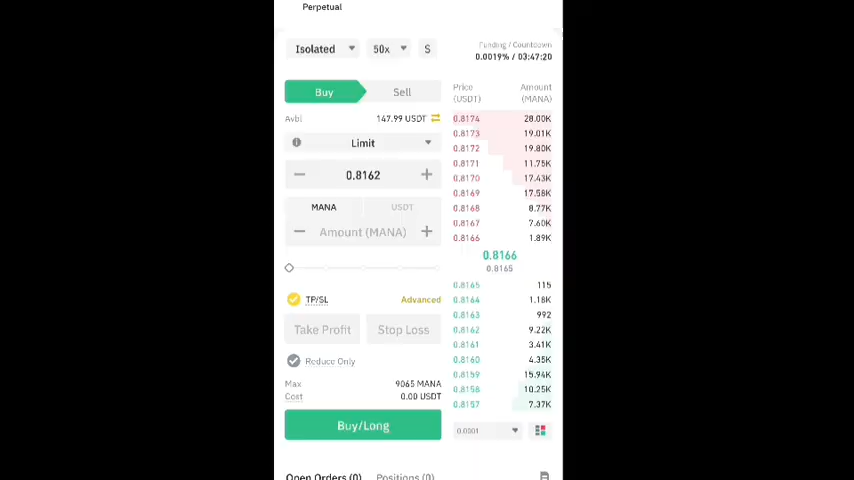 Perpetual
Isolated 50x S
Funding / Countdown
0.0019% / 03:47:20
Buy Sell
Avbl 147.99 USDT
Limit
0.8162
MANA USDT
Amount (MANA)
TP/SL Advanced
Take Profit Stop Loss
Reduce Only
Max 9065 MANA
Cost 0.00 USDT
Buy/Long
Open Orders (0) Positions (0)
Price Amount
(USDT) (MANA)
0.8174 28.00K
0.8173 19.01K
0.8172 19.80K
0.8171 11.75K
0.8170 17.43K
0.8169 17.58K
0.8168 8.77K
0.8167 7.60K
0.8166 1.89K
0.8166
0.8165
0.8165 115
0.8164 1.18K
0.8163 992
0.8162 9.22K
0.8161 3.41K
0.8160 4.35K
0.8159 15.94K
0.8158 10.25K
0.8157 7.37K
0.0001